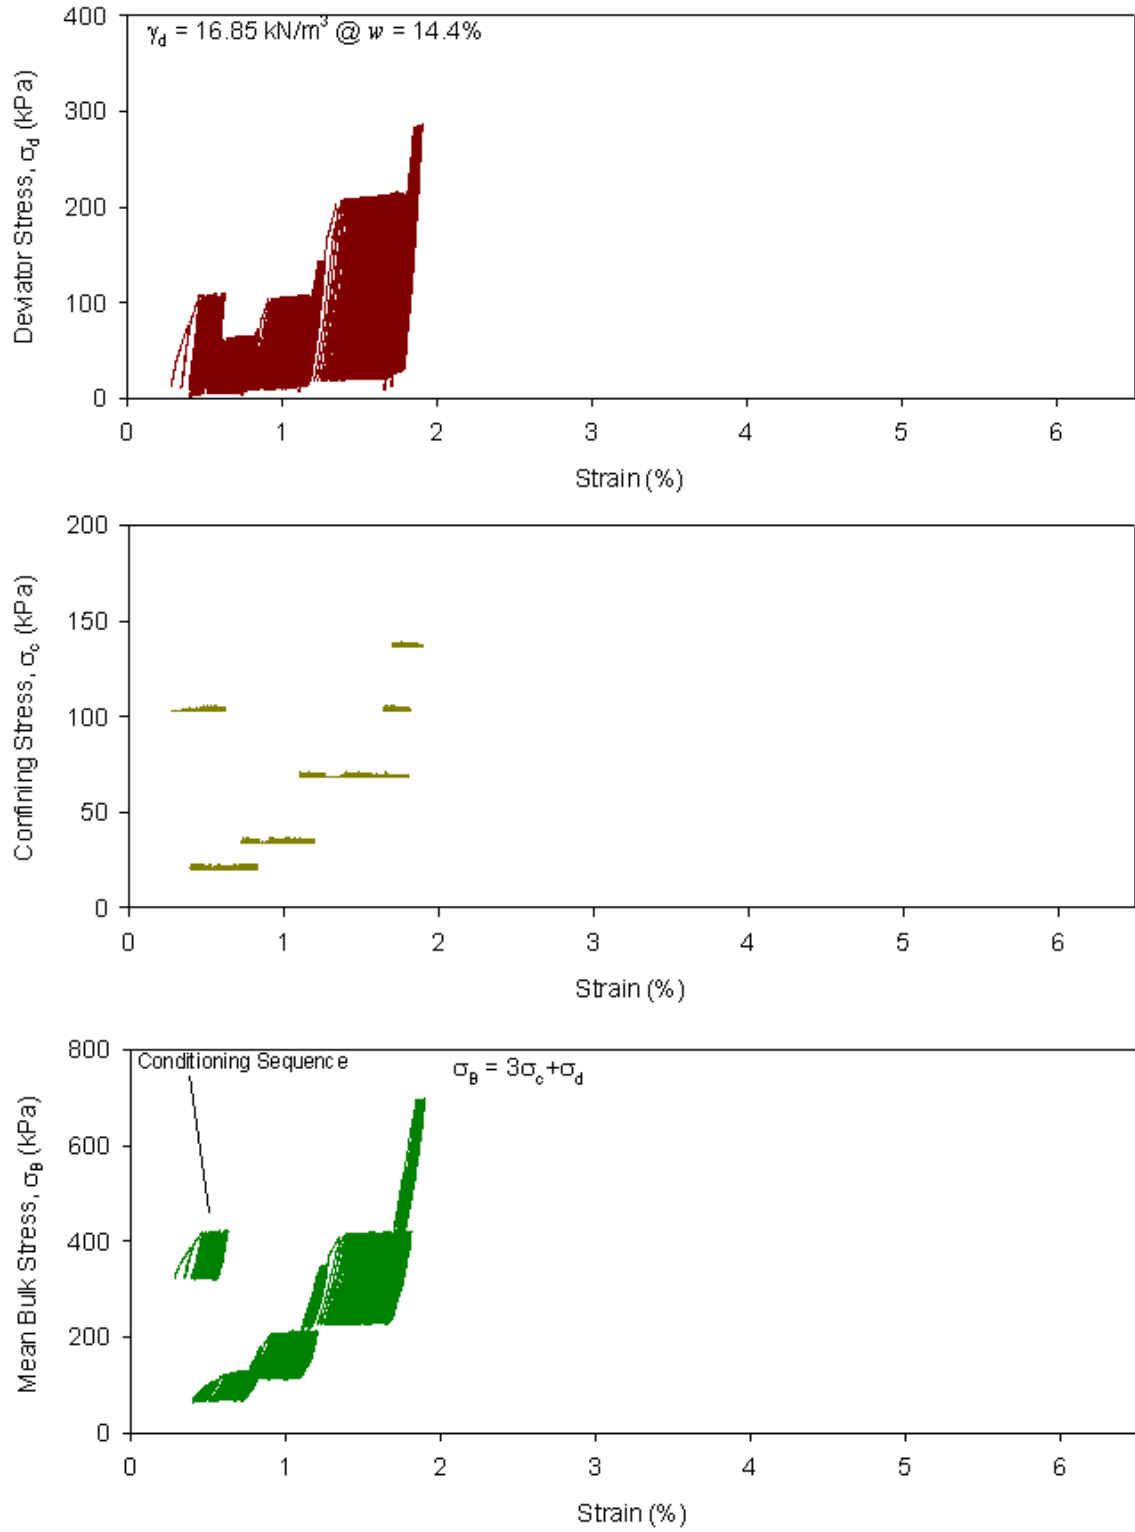 γd = 16.85 kN/m³ @ w = 14.4%
Deviator Stress, σd (kPa)
400
300
200
100
0
0 1 2 3 4 5 6
Strain (%)
Confining Stress, σc (kPa)
200
150
100
50
0
0 1 2 3 4 5 6
Strain (%)
Mean Bulk Stress, σB (kPa)
800
600
400
200
0
Conditioning Sequence
σB = 3σc+σd
0 1 2 3 4 5 6
Strain (%)